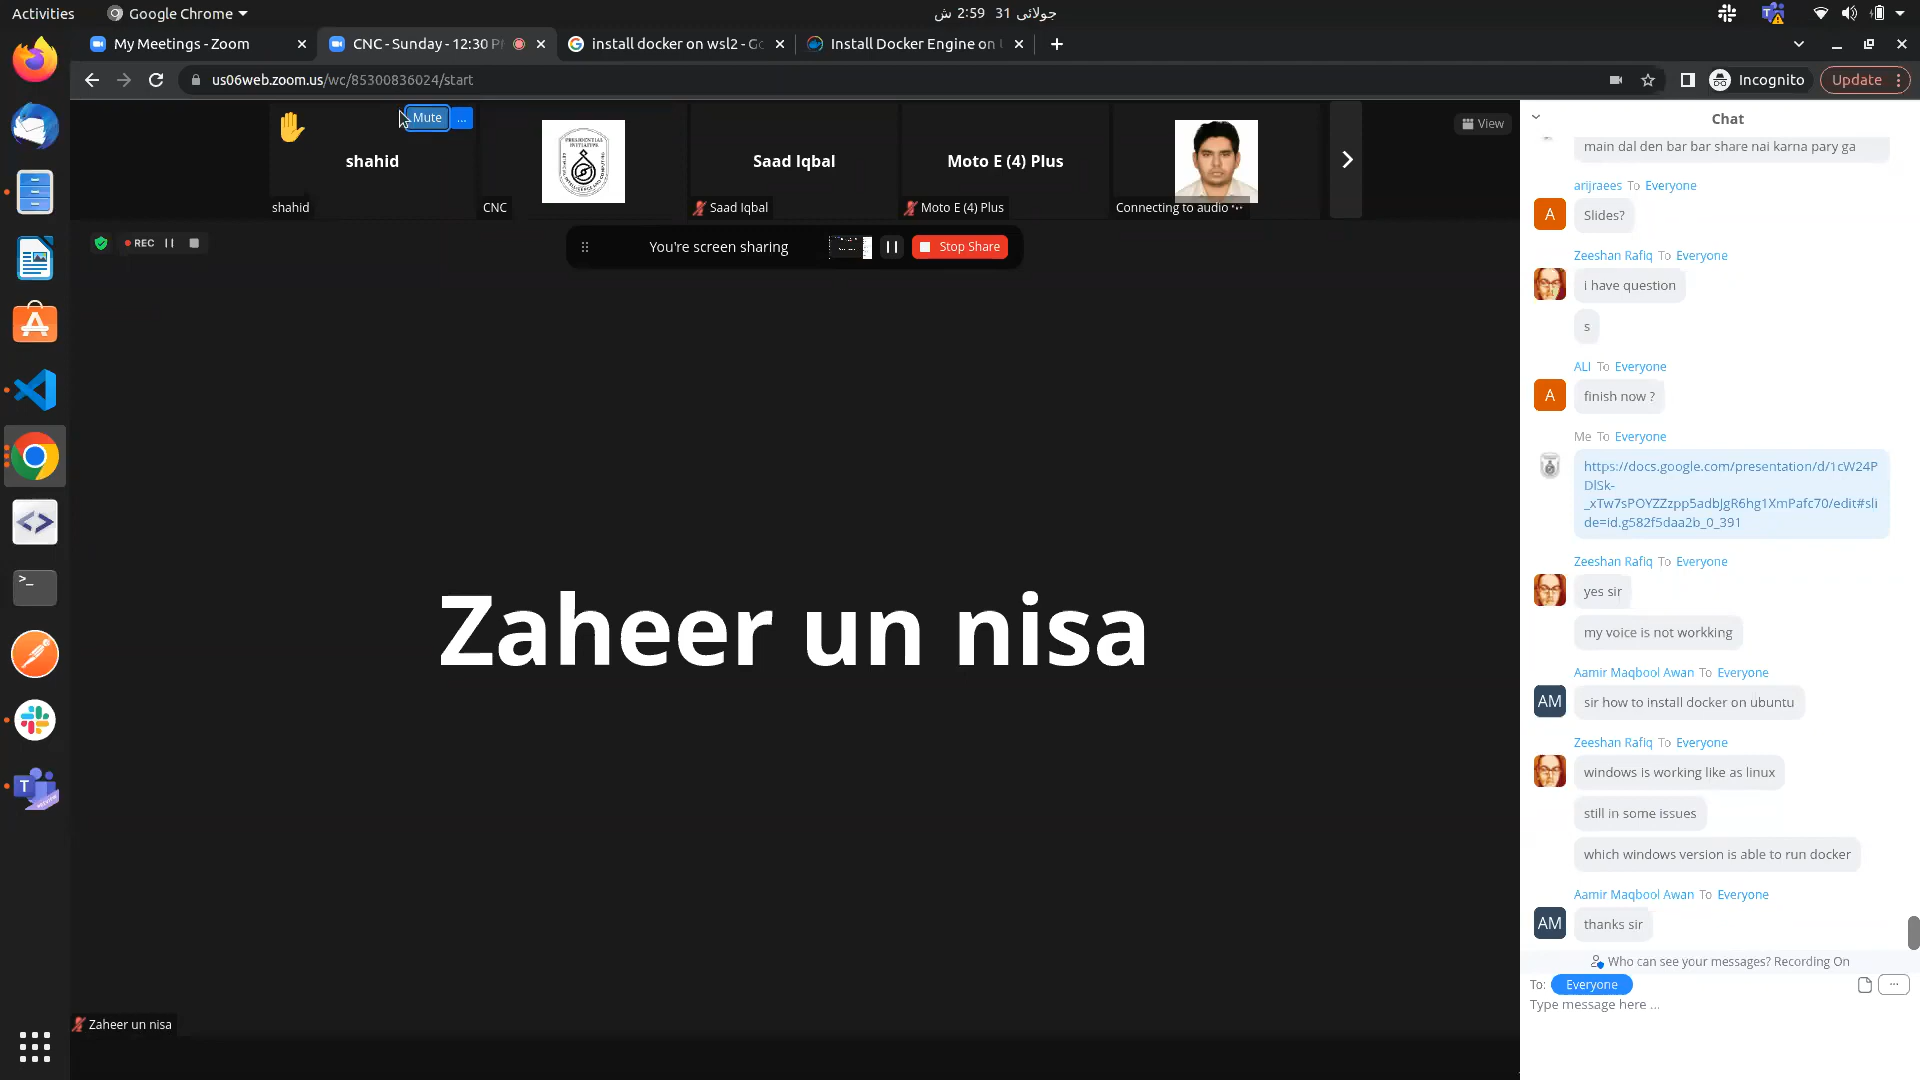 Activities
Google Chrome
جولائی 31 2:59 ش
My Meetings - Zoom
CNC - Sunday - 12:30 P
install docker on wsl2 - Go
Install Docker Engine on
us06web.zoom.us/wc/85300836024/start
Incognito
Update
Mute
...
shahid
shahid
CNC
Saad Iqbal
Saad Iqbal
Moto E (4) Plus
Moto E (4) Plus
Connecting to audio
View
REC
You're screen sharing
Stop Share
Zaheer un nisa
Zaheer un nisa
Chat
main dal den bar bar share nai karna pary ga
arijraees To Everyone
A
Slides?
Zeeshan Rafiq To Everyone
i have question
s
ALI To Everyone
A
finish now ?
Me To Everyone
https://docs.google.com/presentation/d/1cW24P
DlSk-
_xTw7sPOYZZzpp5adbJgR6hg1XmPafc70/edit#sli
de=id.g582f5daa2b_0_391
Zeeshan Rafiq To Everyone
yes sir
my voice is not workking
Aamir Maqbool Awan To Everyone
AM
sir how to install docker on ubuntu
Zeeshan Rafiq To Everyone
windows is working like as linux
still in some issues
which windows version is able to run docker
Aamir Maqbool Awan To Everyone
AM
thanks sir
Who can see your messages? Recording On
To: Everyone
Type message here ...